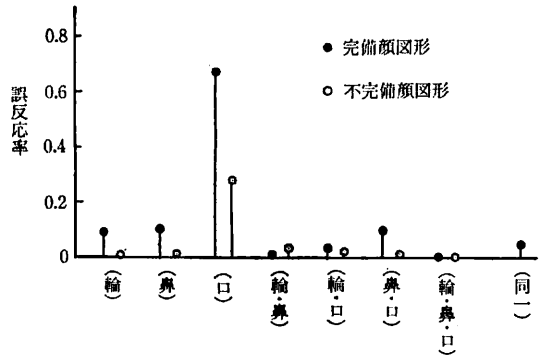 誤反応率
0.8
0.6
0.4
0.2
0
● 完備顔図形
○ 不完備顔図形
(輪)
(鼻)
(口)
(輪・鼻)
(輪・口)
(鼻・口)
(輪・鼻・口)
(同一)